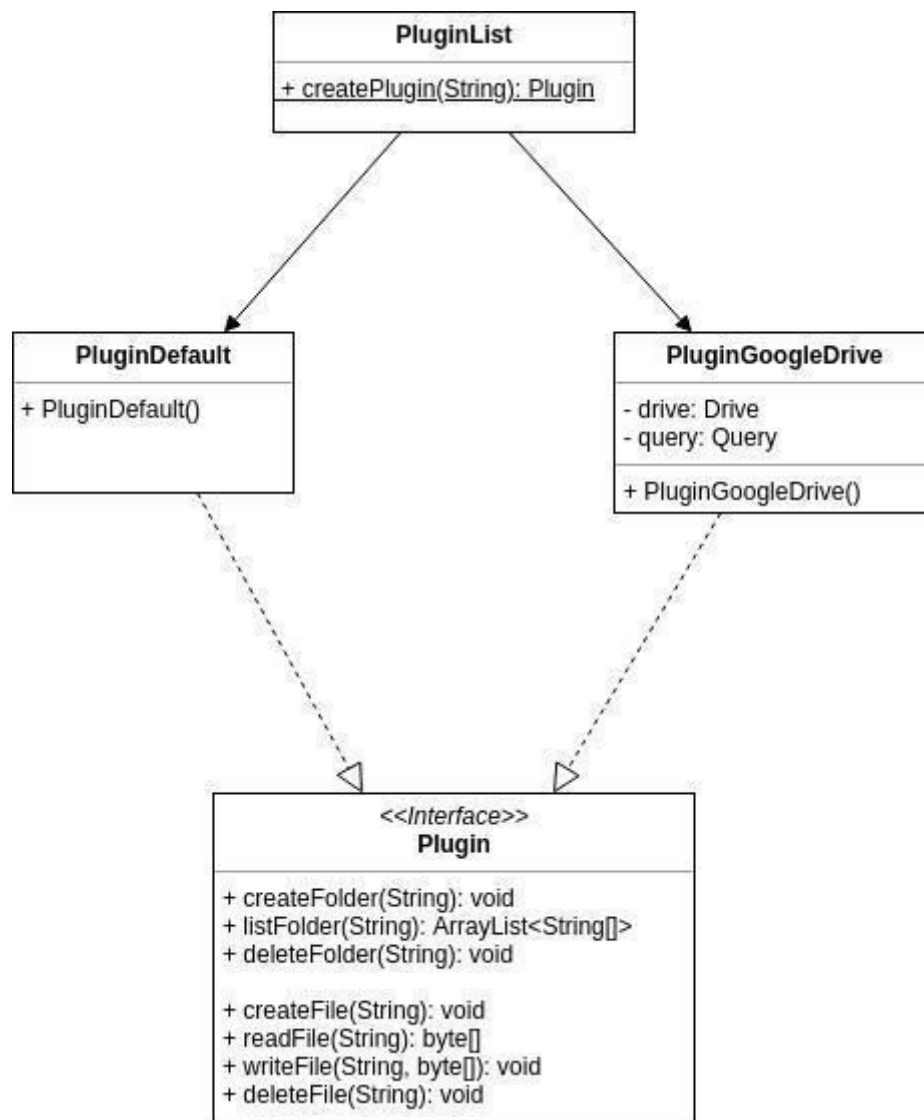 PluginList
+ createPlugin(String): Plugin
PluginDefault
+ PluginDefault()
PluginGoogleDrive
- drive: Drive
- query: Query
+ PluginGoogleDrive()
<<Interface>>
Plugin
+ createFolder(String): void
+ listFolder(String): ArrayList<String[]>
+ deleteFolder(String): void
+ createFile(String): void
+ readFile(String): byte[]
+ writeFile(String, byte[]): void
+ deleteFile(String): void